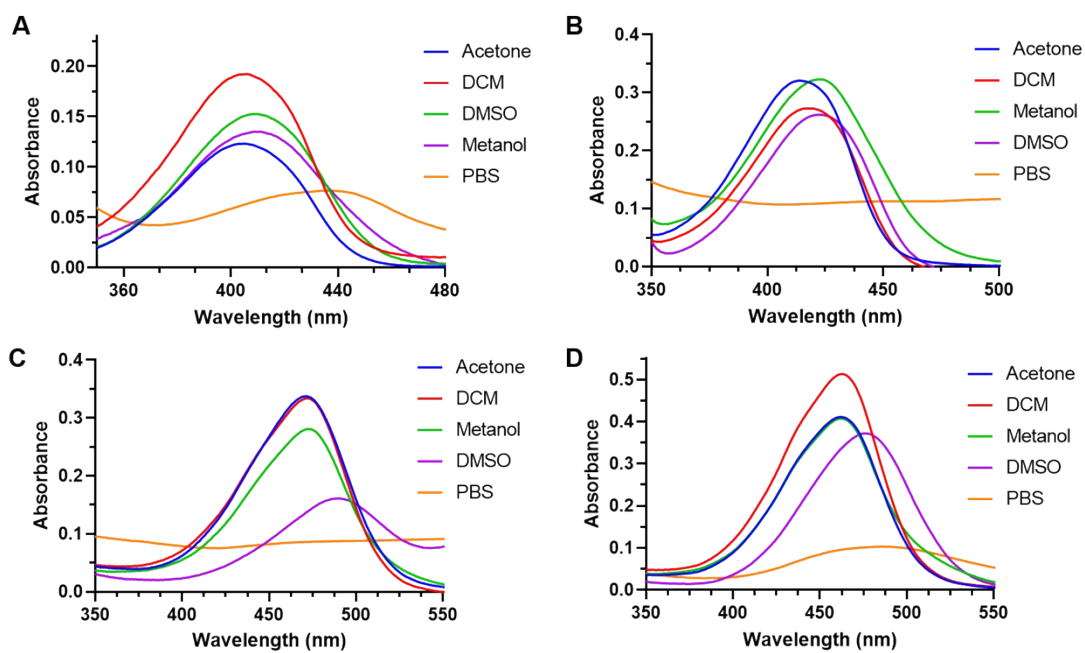 A
Absorbance
0.20
0.15
0.10
0.05
0.00
360 400 440 480
Wavelength (nm)
Acetone
DCM
DMSO
Metanol
PBS
B
Absorbance
0.4
0.3
0.2
0.1
0.0
350 400 450 500
Wavelength (nm)
Acetone
DCM
Metanol
DMSO
PBS
C
Absorbance
0.4
0.3
0.2
0.1
0.0
350 400 450 500 550
Wavelength (nm)
Acetone
DCM
Metanol
DMSO
PBS
D
Absorbance
0.5
0.4
0.3
0.2
0.1
0.0
350 400 450 500 550
Wavelength (nm)
Acetone
DCM
Metanol
DMSO
PBS